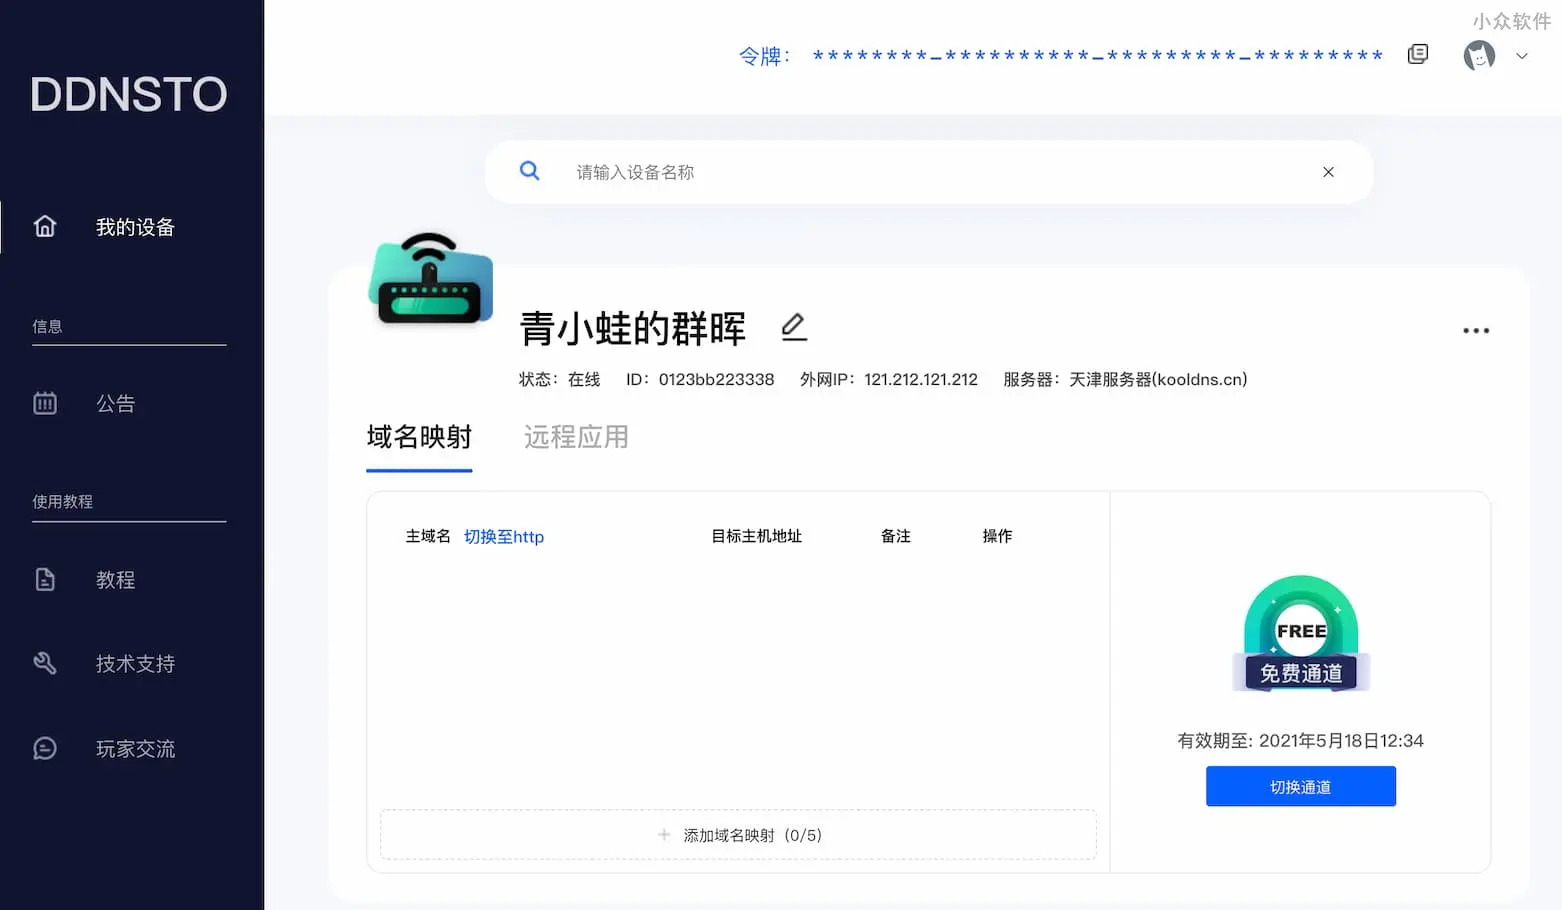 小众软件
DDNSTO
令牌： ********-**********-*********-*********
请输入设备名称
我的设备
信息
公告
使用教程
教程
技术支持
玩家交流
青小蛙的群晖
状态：在线 ID：0123bb223338 外网IP：121.212.121.212 服务器：天津服务器(kooldns.cn)
域名映射 远程应用
主域名 切换至http 目标主机地址 备注 操作
FREE
免费通道
有效期至: 2021年5月18日12:34
切换通道
添加域名映射（0/5）